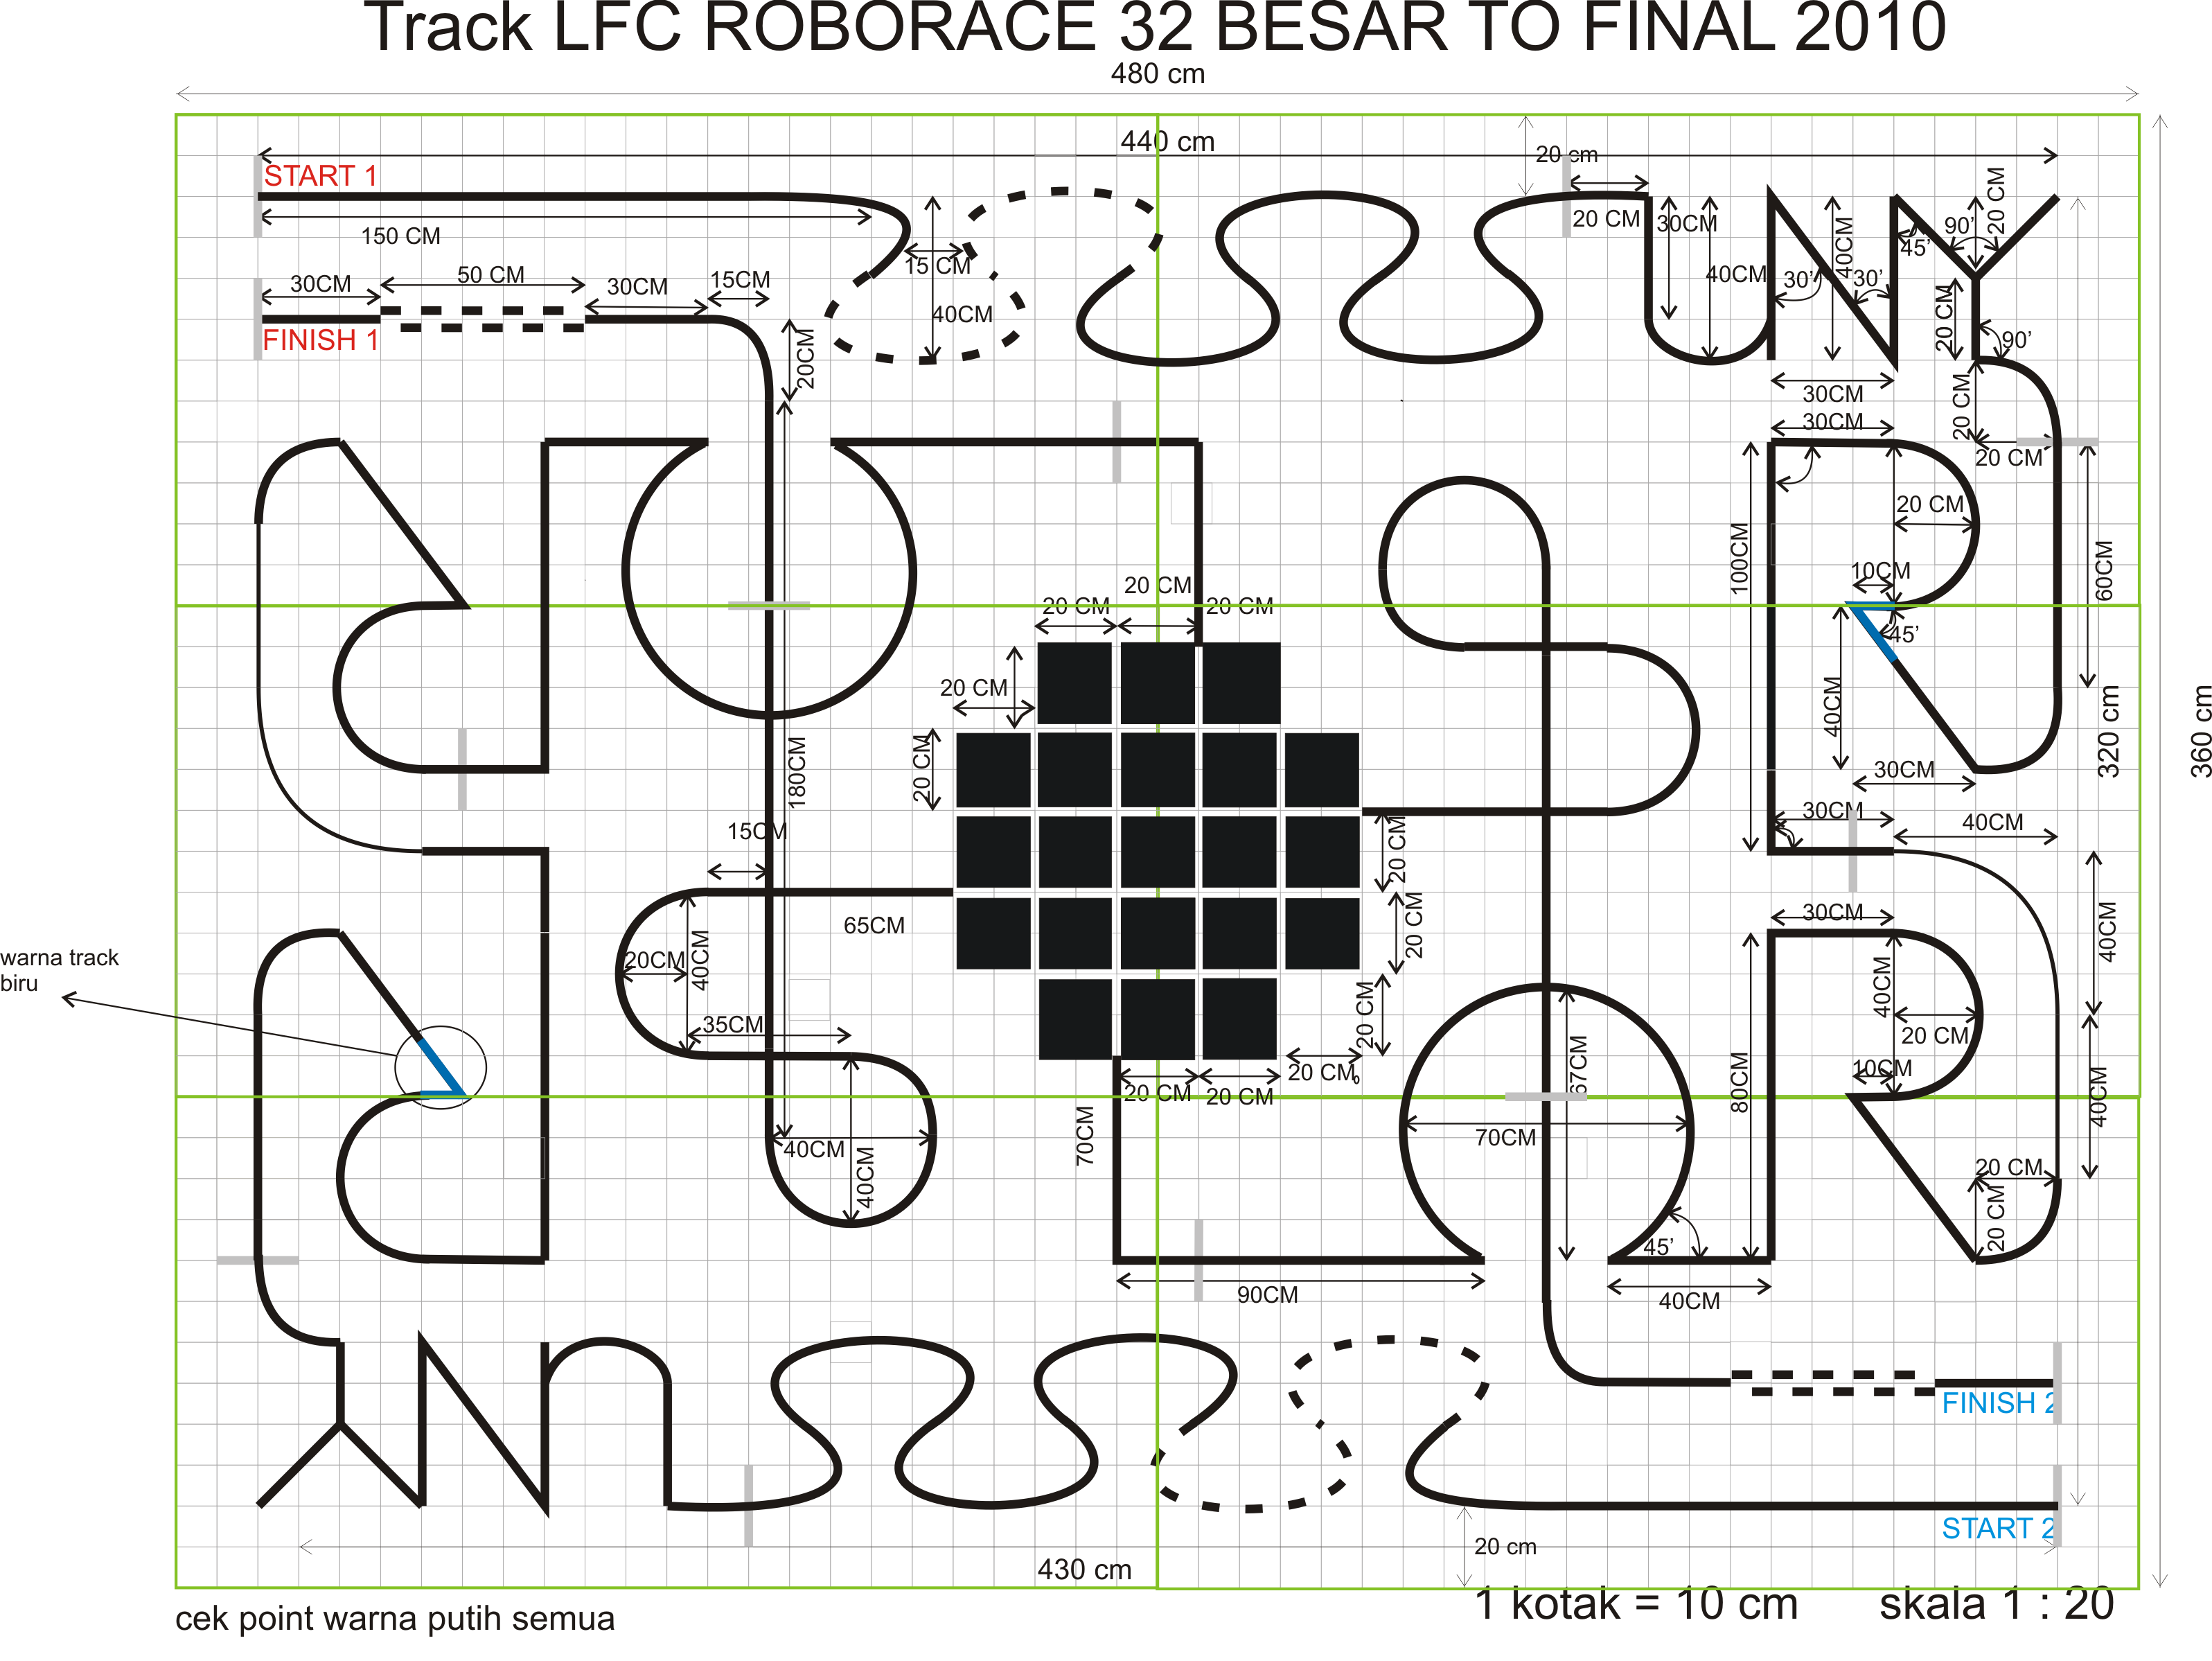 Track LFC ROBORACE 32 BESAR TO FINAL 2010
480 cm
440 cm
START 1
20 cm
20 CM
150 CM
20 CM
30CM
15 CM
90'
45'
30CM
50 CM
30CM
15CM
40CM
40CM
30'
30'
40CM
20 CM
FINISH 1
20CM
90'
30CM
30CM
20 CM
20 CM
20 CM
100CM
60CM
10CM
45'
20 CM
20 CM
20 CM
20 CM
20 CM
40CM
30CM
320 cm
360 cm
180CM
15CM
30CM
40CM
20 CM
65CM
20 CM
30CM
40CM
warna track
biru
20CM
40CM
40CM
20 CM
35CM
20 CM
67CM
10CM
20 CM
20 CM
20 CM
80CM
40CM
70CM
70CM
40CM
40CM
20 CM
20 CM
45'
90CM
40CM
FINISH 2
START 2
20 cm
430 cm
1 kotak = 10 cm
skala 1 : 20
cek point warna putih semua